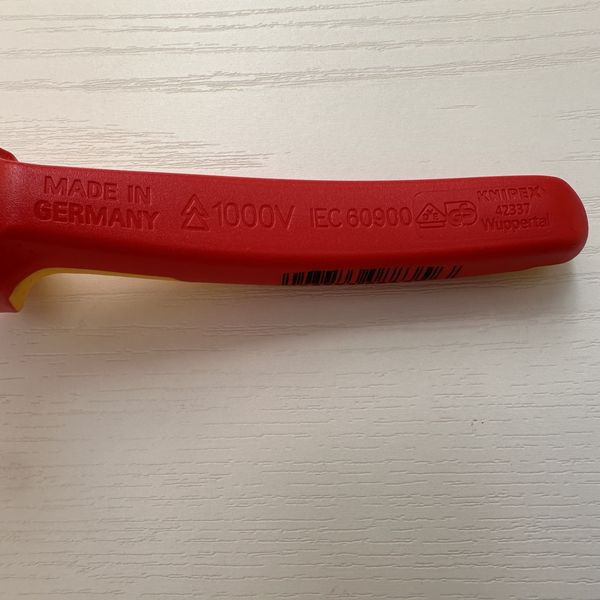 MADE IN
GERMANY
1000V
IEC 60900
KNIPEX
42337
Wuppertal